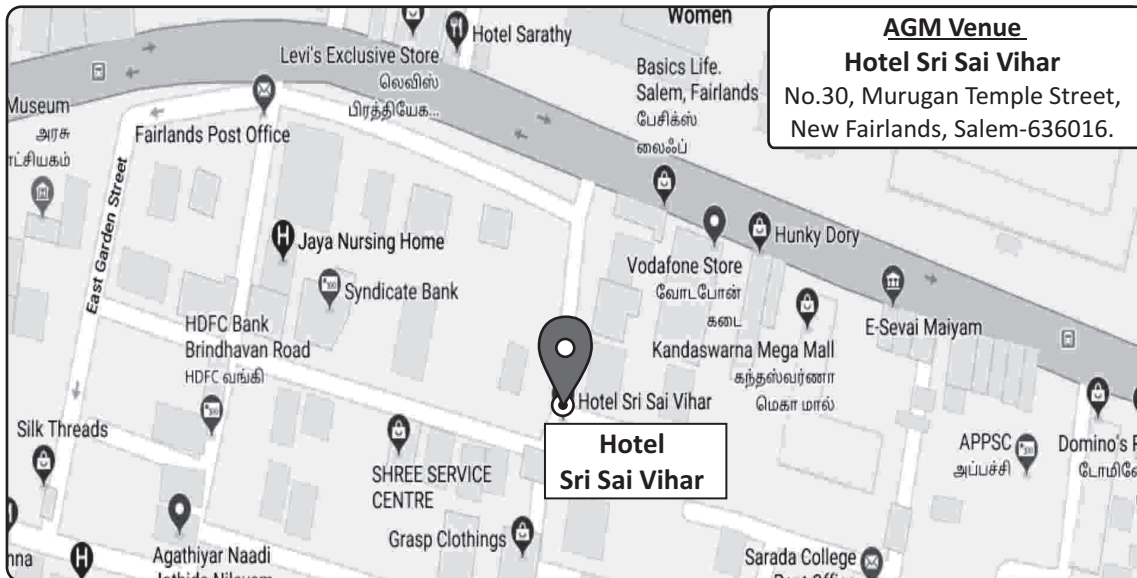 Women
AGM Venue
Hotel Sri Sai Vihar
No.30, Murugan Temple Street,
New Fairlands, Salem-636016.
Hotel Sarathy
Levi's Exclusive Store
லெவிஸ்
பிரத்தியேக...
Basics Life.
Salem, Fairlands
பேசிக்ஸ்
லைஃப்
Museum
அரசு
Fairlands Post Office
East Garden Street
Jaya Nursing Home
Syndicate Bank
Hunky Dory
Vodafone Store
வோடபோன்
கடை
E-Sevai Maiyam
HDFC Bank
Brindhavan Road
HDFC வங்கி
Kandaswarna Mega Mall
கந்தஸ்வர்ணா
மெகா மால்
Hotel Sri Sai Vihar
Hotel
Sri Sai Vihar
Silk Threads
SHREE SERVICE
CENTRE
APPSC
அப்பச்சி
Domino's
Grasp Clothings
Agathiyar Naadi
Sarada College